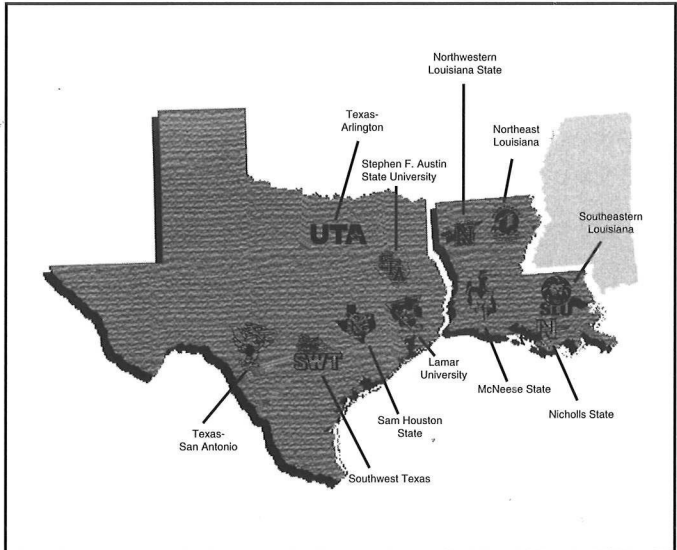 Northwestern
Louisiana State
Texas-
Arlington
Northeast
Louisiana
Stephen F. Austin
State University
Southeastern
Louisiana
UTA
SLU
N
SWT
Lamar
University
McNeese State
Nicholls State
Sam Houston
State
Texas-
San Antonio
Southwest Texas